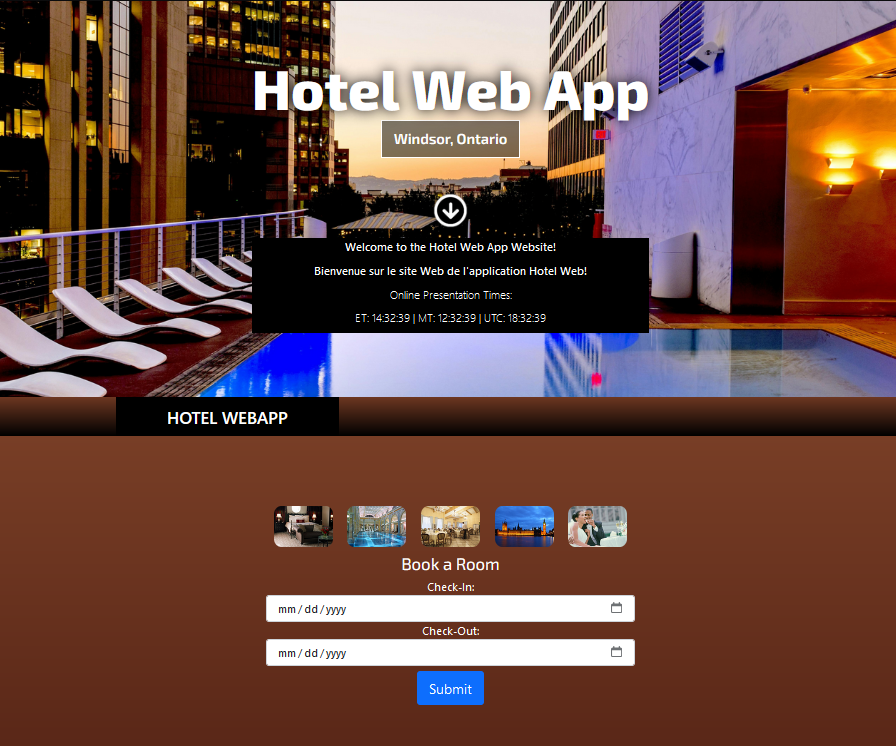 Hotel Web App
Windsor, Ontario
Welcome to the Hotel Web App Website!
Bienvenue sur le site Web de l'application Hotel Web!
Online Presentation Times:
ET: 14:32:39 | MT: 12:32:39 | UTC: 18:32:39
HOTEL WEBAPP
Book a Room
Check-In:
mm / dd / yyyy
Check-Out:
mm / dd / yyyy
Submit